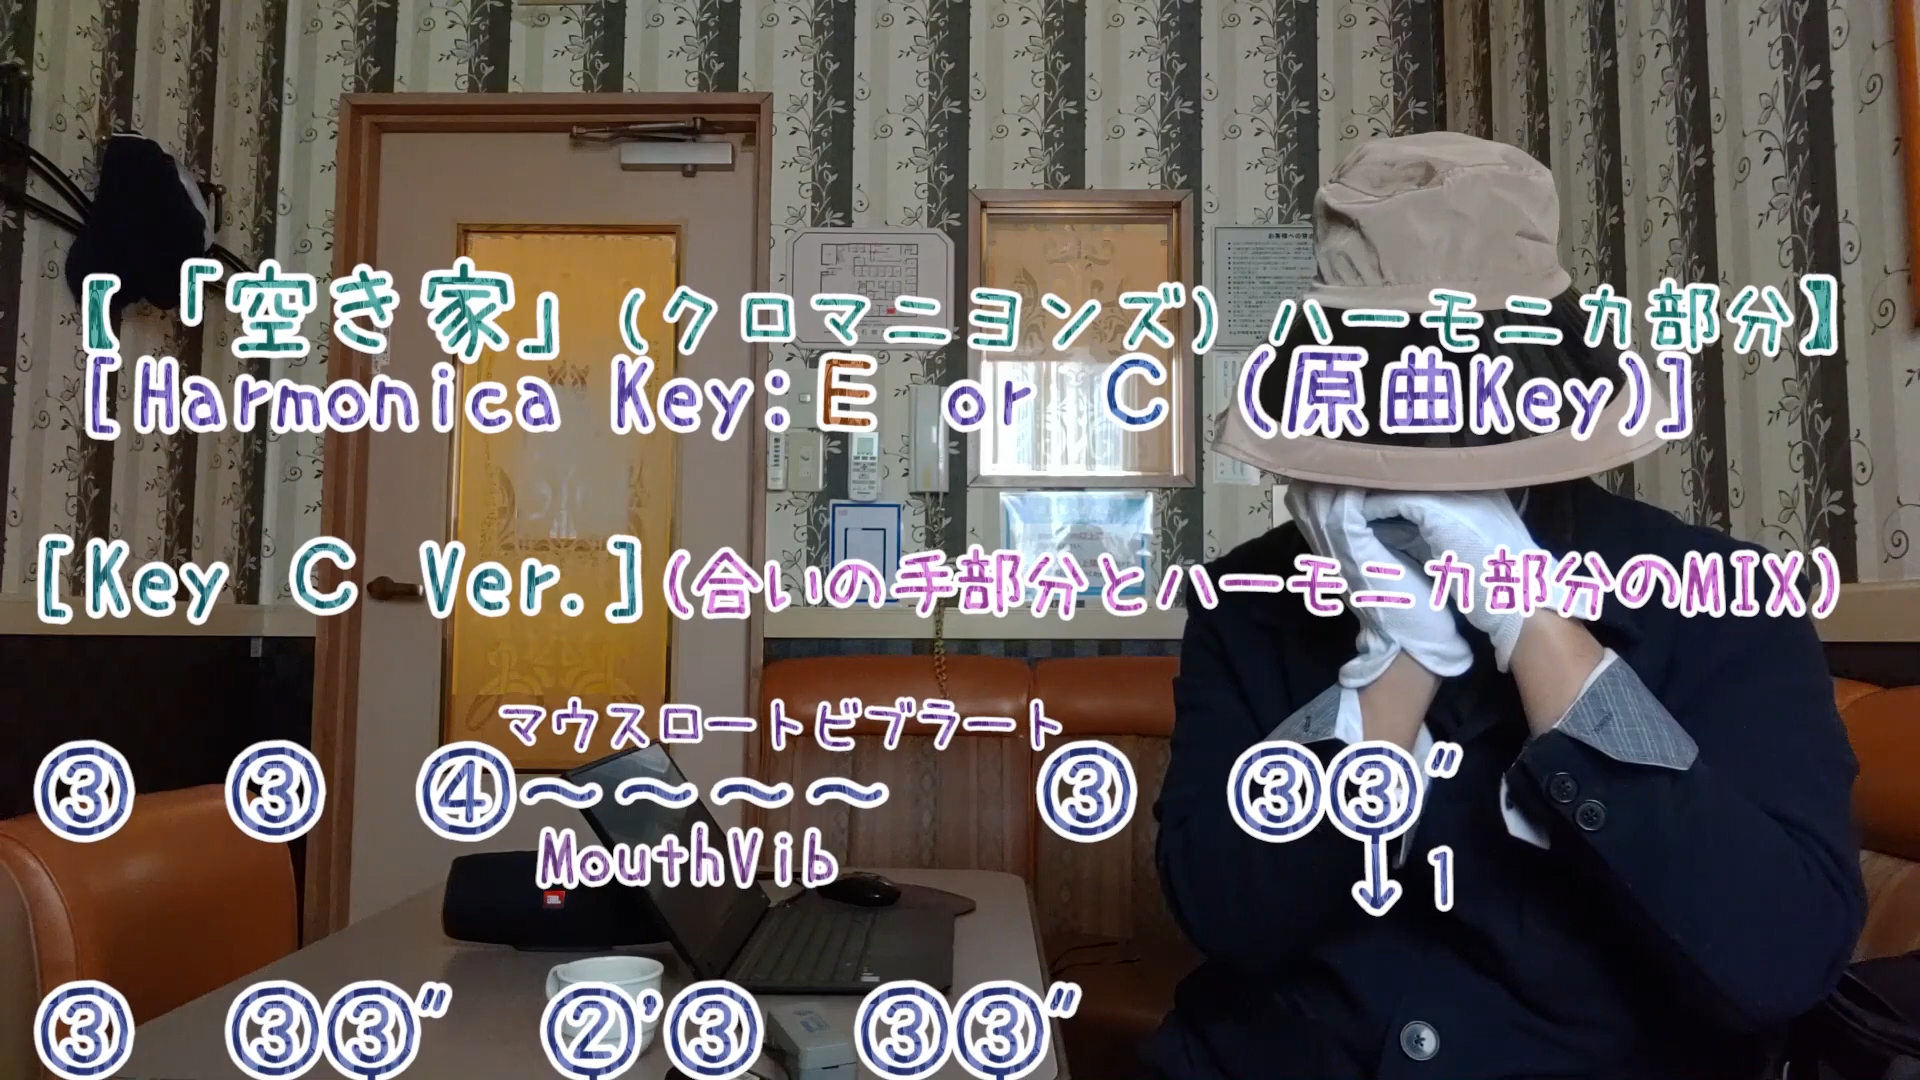 【「空き家」(クロマニヨンズ)ハーモニカ部分】
[Harmonica Key:E or C (原曲Key)]
[Key C Ver.](合いの手部分とハーモニカ部分のMIX)
マウスロートビブラート
③ ③ ④~~~~ ③ ③③"
MouthVib
↓1
③ ③③" ②'③ ③③"
JBL